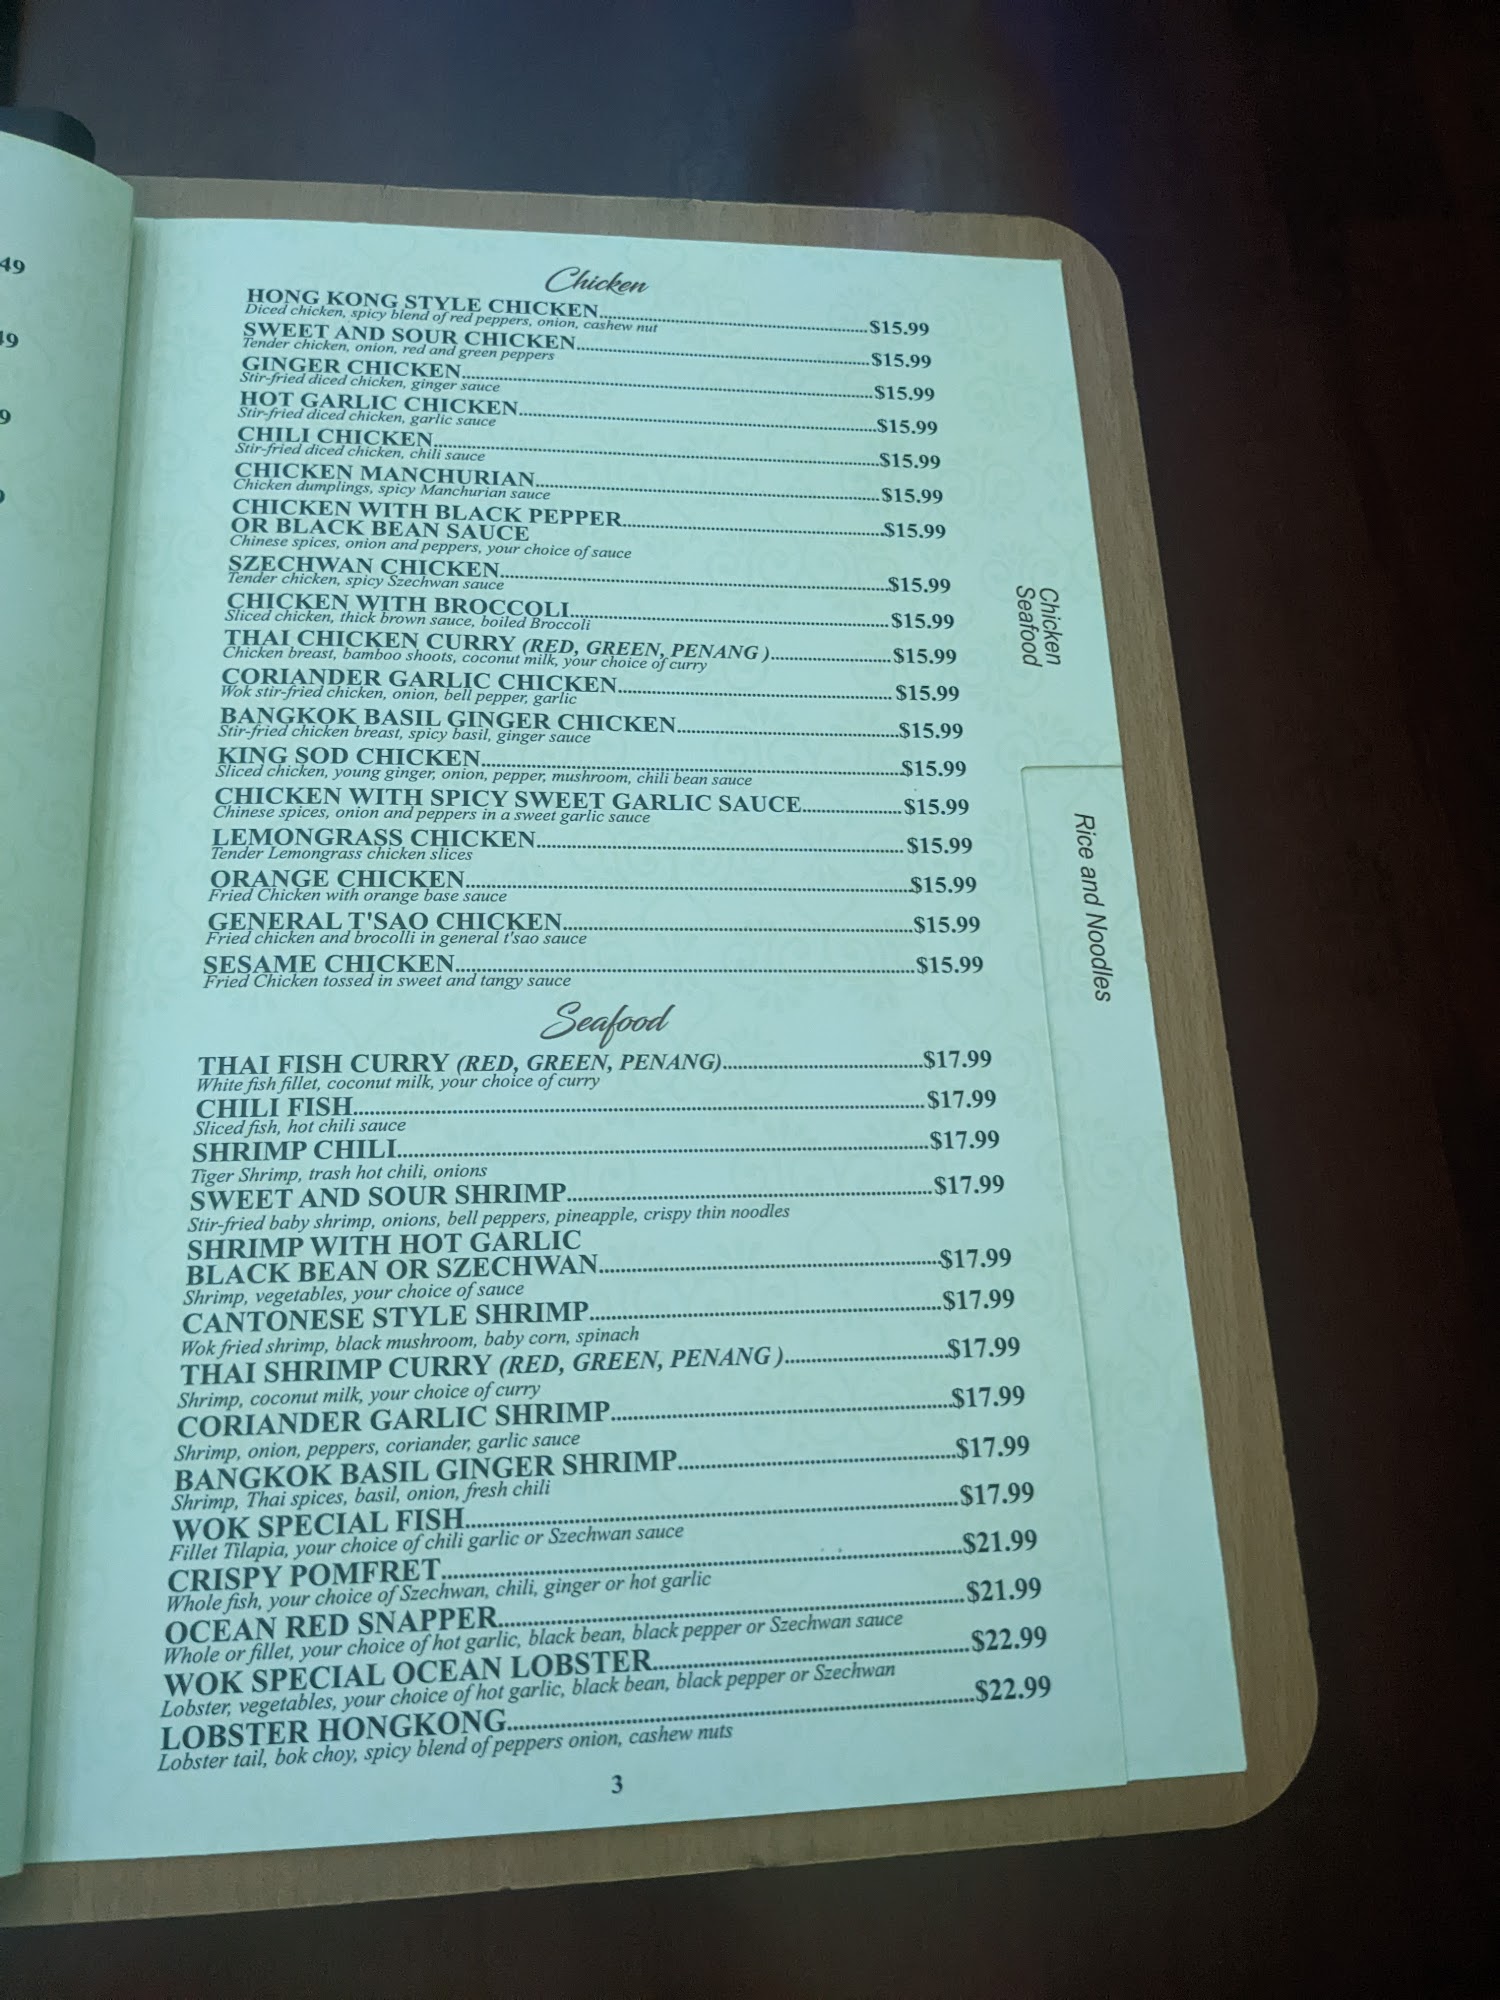 49
49
9
Chicken
HONG KONG STYLE CHICKEN..........$15.99
Diced chicken, spicy blend of red peppers, onion, cashew nut
SWEET AND SOUR CHICKEN..........$15.99
Tender chicken, onion, red and green peppers
GINGER CHICKEN..........$15.99
Stir-fried diced chicken, ginger sauce
HOT GARLIC CHICKEN..........$15.99
Stir-fried diced chicken, garlic sauce
CHILI CHICKEN..........$15.99
Stir-fried diced chicken, chili sauce
CHICKEN MANCHURIAN..........$15.99
Chicken dumplings, spicy Manchurian sauce
CHICKEN WITH BLACK PEPPER..........$15.99
OR BLACK BEAN SAUCE
Chinese spices, onion and peppers, your choice of sauce
SZECHWAN CHICKEN..........$15.99
Tender chicken, spicy Szechwan sauce
CHICKEN WITH BROCCOLI..........$15.99
Sliced chicken, thick brown sauce, boiled Broccoli
THAI CHICKEN CURRY (RED, GREEN, PENANG )..........$15.99
Chicken breast, bamboo shoots, coconut milk, your choice of curry
CORIANDER GARLIC CHICKEN..........$15.99
Wok stir-fried chicken, onion, bell pepper, garlic
BANGKOK BASIL GINGER CHICKEN..........$15.99
Stir-fried chicken breast, spicy basil, ginger sauce
KING SOD CHICKEN..........$15.99
Sliced chicken, young ginger, onion, pepper, mushroom, chili bean sauce
CHICKEN WITH SPICY SWEET GARLIC SAUCE..........$15.99
Chinese spices, onion and peppers in a sweet garlic sauce
LEMONGRASS CHICKEN..........$15.99
Tender Lemongrass chicken slices
ORANGE CHICKEN..........$15.99
Fried Chicken with orange base sauce
GENERAL T'SAO CHICKEN..........$15.99
Fried chicken and brocolli in general t'sao sauce
SESAME CHICKEN..........$15.99
Fried Chicken tossed in sweet and tangy sauce
Seafood
THAI FISH CURRY (RED, GREEN, PENANG)..........$17.99
White fish fillet, coconut milk, your choice of curry
CHILI FISH..........$17.99
Sliced fish, hot chili sauce
SHRIMP CHILI..........$17.99
Tiger Shrimp, trash hot chili, onions
SWEET AND SOUR SHRIMP..........$17.99
Stir-fried baby shrimp, onions, bell peppers, pineapple, crispy thin noodles
SHRIMP WITH HOT GARLIC
BLACK BEAN OR SZECHWAN..........$17.99
Shrimp, vegetables, your choice of sauce
CANTONESE STYLE SHRIMP..........$17.99
Wok fried shrimp, black mushroom, baby corn, spinach
THAI SHRIMP CURRY (RED, GREEN, PENANG )..........$17.99
Shrimp, coconut milk, your choice of curry
CORIANDER GARLIC SHRIMP..........$17.99
Shrimp, onion, peppers, coriander, garlic sauce
BANGKOK BASIL GINGER SHRIMP..........$17.99
Shrimp, Thai spices, basil, onion, fresh chili
WOK SPECIAL FISH..........$17.99
Fillet Tilapia, your choice of chili garlic or Szechwan sauce
CRISPY POMFRET..........$21.99
Whole fish, your choice of Szechwan, chili, ginger or hot garlic
OCEAN RED SNAPPER..........$21.99
Whole or fillet, your choice of hot garlic, black bean, black pepper or Szechwan sauce
WOK SPECIAL OCEAN LOBSTER..........$22.99
Lobster, vegetables, your choice of hot garlic, black bean, black pepper or Szechwan
LOBSTER HONGKONG..........$22.99
Lobster tail, bok choy, spicy blend of peppers onion, cashew nuts
3
Chicken
Seafood
Rice and Noodles